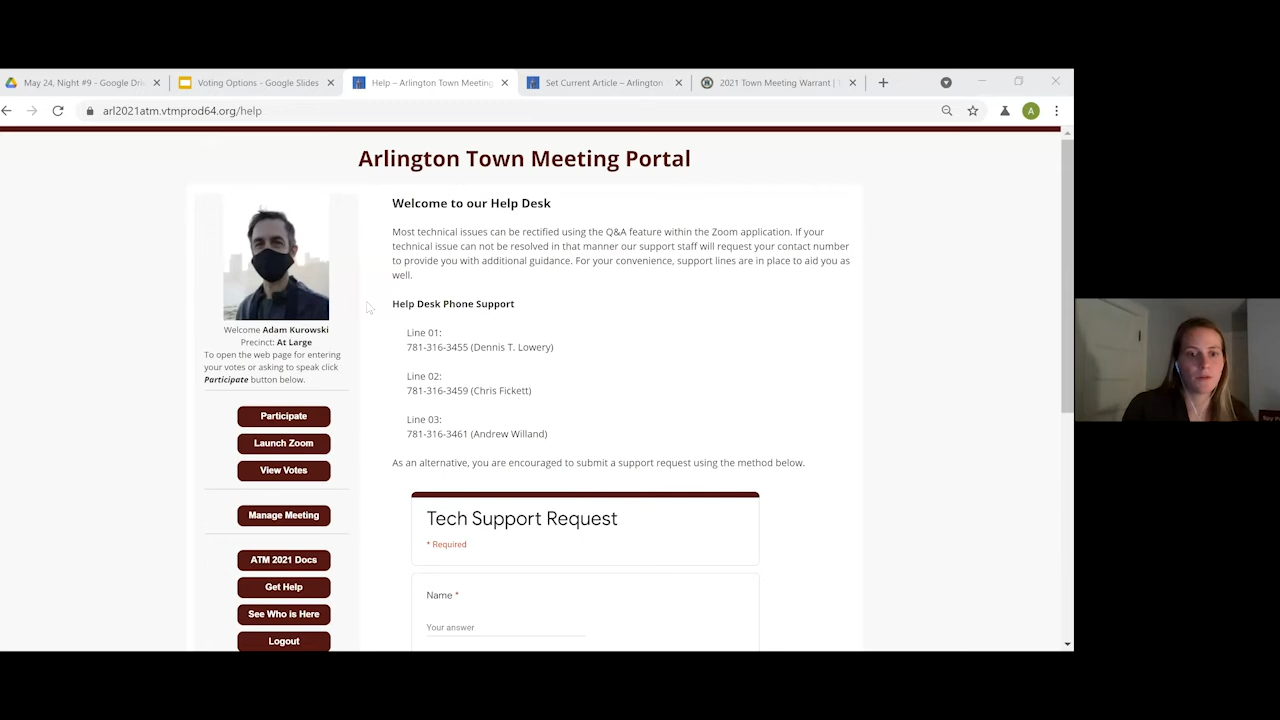 May 24, Night #9 - Google Dri
Voting Options - Google Slides
Help – Arlington Town Meeting
Set Current Article – Arlington
2021 Town Meeting Warrant |
arl2021atm.vtmprod64.org/help
A
Arlington Town Meeting Portal
Welcome Adam Kurowski
Precinct: At Large
To open the web page for entering
your votes or asking to speak click
Participate button below.
Participate
Launch Zoom
View Votes
Manage Meeting
ATM 2021 Docs
Get Help
See Who is Here
Logout
Welcome to our Help Desk
Most technical issues can be rectified using the Q&A feature within the Zoom application. If your
technical issue can not be resolved in that manner our support staff will request your contact number
to provide you with additional guidance. For your convenience, support lines are in place to aid you as
well.
Help Desk Phone Support
Line 01:
781-316-3455 (Dennis T. Lowery)
Line 02:
781-316-3459 (Chris Fickett)
Line 03:
781-316-3461 (Andrew Willand)
As an alternative, you are encouraged to submit a support request using the method below.
Tech Support Request
* Required
Name *
Your answer